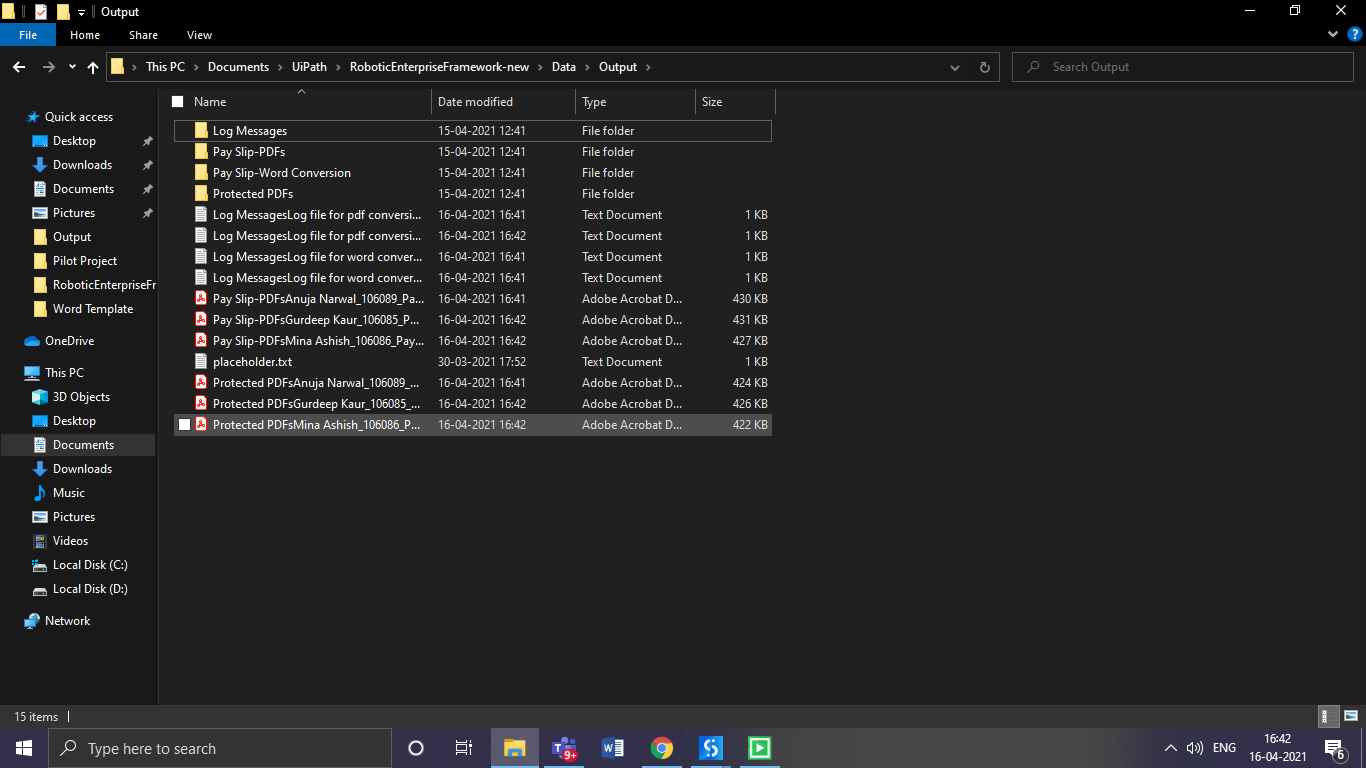 Output
File Home Share View
This PC Documents UiPath RoboticEnterpriseFramework-new Data Output
Search Output
Name Date modified Type Size
Quick access
Desktop
Downloads
Documents
Pictures
Output
Pilot Project
RoboticEnterpriseFr
Word Template
OneDrive
This PC
3D Objects
Desktop
Documents
Downloads
Music
Pictures
Videos
Local Disk (C:)
Local Disk (D:)
Network
Log Messages 15-04-2021 12:41 File folder
Pay Slip-PDFs 15-04-2021 12:41 File folder
Pay Slip-Word Conversion 15-04-2021 12:41 File folder
Protected PDFs 15-04-2021 12:41 File folder
Log MessagesLog file for pdf conversi... 16-04-2021 16:41 Text Document 1 KB
Log MessagesLog file for pdf conversi... 16-04-2021 16:42 Text Document 1 KB
Log MessagesLog file for word conver... 16-04-2021 16:41 Text Document 1 KB
Log MessagesLog file for word conver... 16-04-2021 16:42 Text Document 1 KB
Pay Slip-PDFsAnuja Narwal_106089_Pa... 16-04-2021 16:41 Adobe Acrobat D... 430 KB
Pay Slip-PDFsGurdeep Kaur_106085_P... 16-04-2021 16:42 Adobe Acrobat D... 431 KB
Pay Slip-PDFsMina Ashish_106086_Pay... 16-04-2021 16:42 Adobe Acrobat D... 427 KB
placeholder.txt 30-03-2021 17:52 Text Document 1 KB
Protected PDFsAnuja Narwal_106089_... 16-04-2021 16:41 Adobe Acrobat D... 424 KB
Protected PDFsGurdeep Kaur_106085_... 16-04-2021 16:42 Adobe Acrobat D... 426 KB
Protected PDFsMina Ashish_106086_P... 16-04-2021 16:42 Adobe Acrobat D... 422 KB
15 items
Type here to search
9+
ENG
16:42
16-04-2021
6